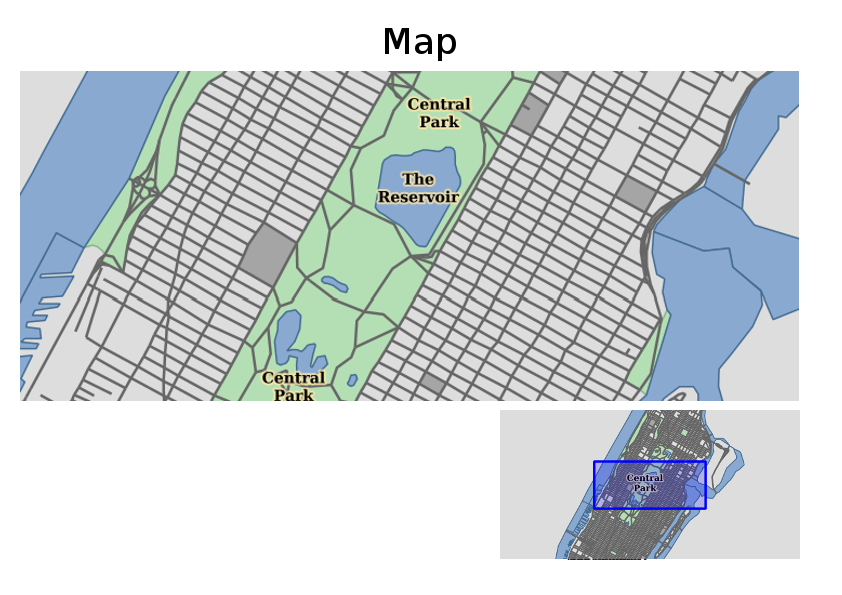 Map
Central
Park
The
Reservoir
Central
Park
Central
Park